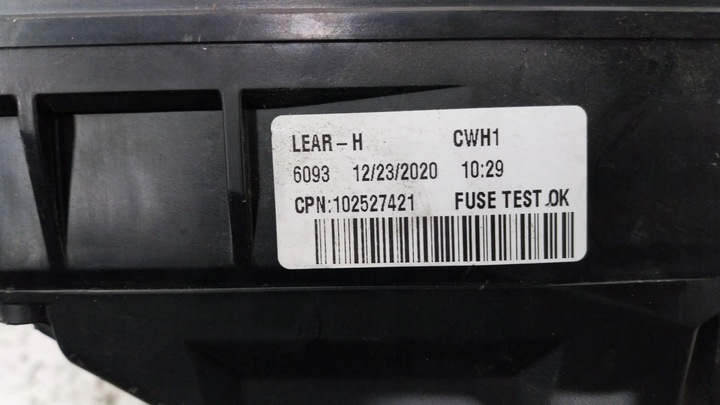 LEAR-H CWH1
6093 12/23/2020 10:29
CPN:102527421 FUSE TEST OK